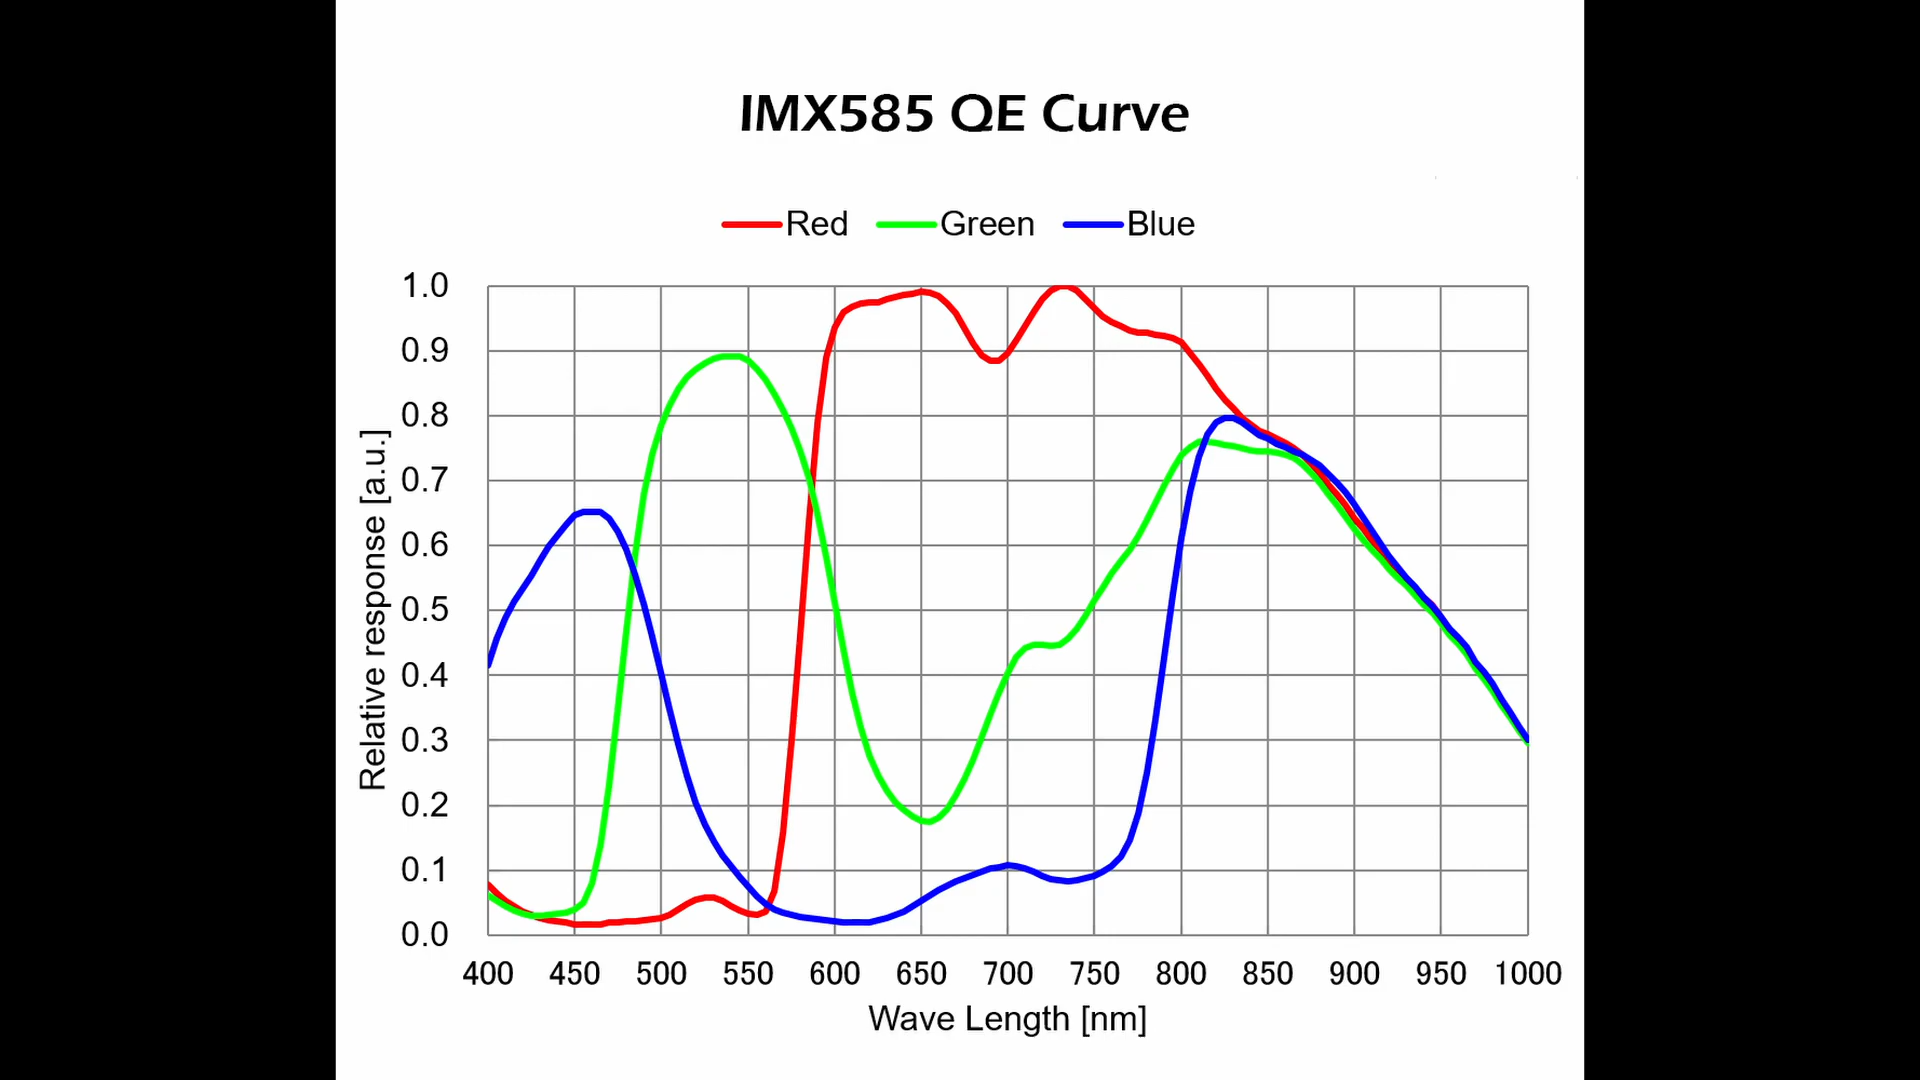 IMX585 QE Curve
Red Green Blue
1.0
0.9
0.8
0.7
0.6
0.5
0.4
0.3
0.2
0.1
0.0
Relative response [a.u.]
400 450 500 550 600 650 700 750 800 850 900 950 1000
Wave Length [nm]